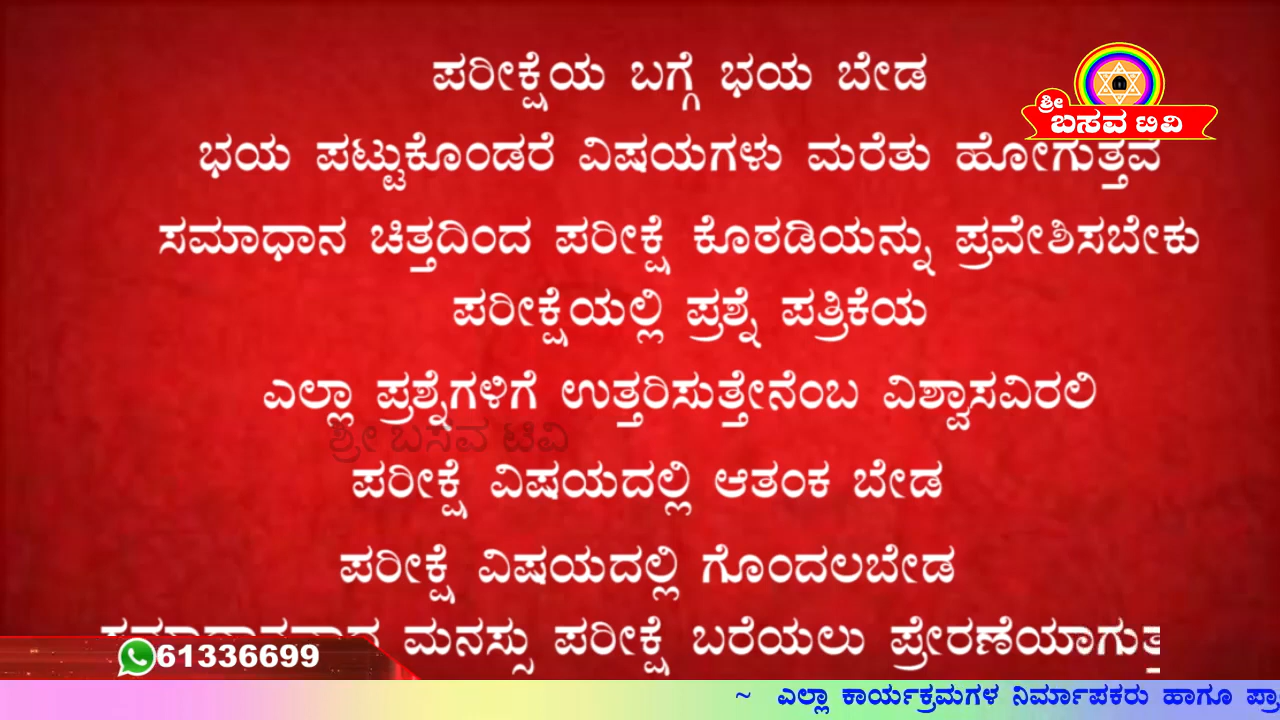 ಪರೀಕ್ಷೆಯ ಬಗ್ಗೆ ಭಯ ಬೇಡ
ಶ್ರೀ
ಬಸವ ಟಿವಿ
ಭಯ ಪಟ್ಟುಕೊಂಡರೆ ವಿಷಯಗಳು ಮರೆತು ಹೋಗುತ್ತವೆ
ಸಮಾಧಾನ ಚಿತ್ತದಿಂದ ಪರೀಕ್ಷೆ ಕೊಠಡಿಯನ್ನು ಪ್ರವೇಶಿಸಬೇಕು
ಪರೀಕ್ಷೆಯಲ್ಲಿ ಪ್ರಶ್ನೆ ಪತ್ರಿಕೆಯ
ಎಲ್ಲಾ ಪ್ರಶ್ನೆಗಳಿಗೆ ಉತ್ತರಿಸುತ್ತೇನೆಂಬ ವಿಶ್ವಾಸವಿರಲಿ
ಶ್ರೀ ಬಸವ ಟಿವಿ
ಪರೀಕ್ಷೆ ವಿಷಯದಲ್ಲಿ ಆತಂಕ ಬೇಡ
ಪರೀಕ್ಷೆ ವಿಷಯದಲ್ಲಿ ಗೊಂದಲಬೇಡ
ಮನಸ್ಸು ಪರೀಕ್ಷೆ ಬರೆಯಲು
61336699
~ ಎಲ್ಲಾ ಕಾರ್ಯಕ್ರಮಗಳ ನಿರ್ಮಾಪಕರು ಹಾಗೂ